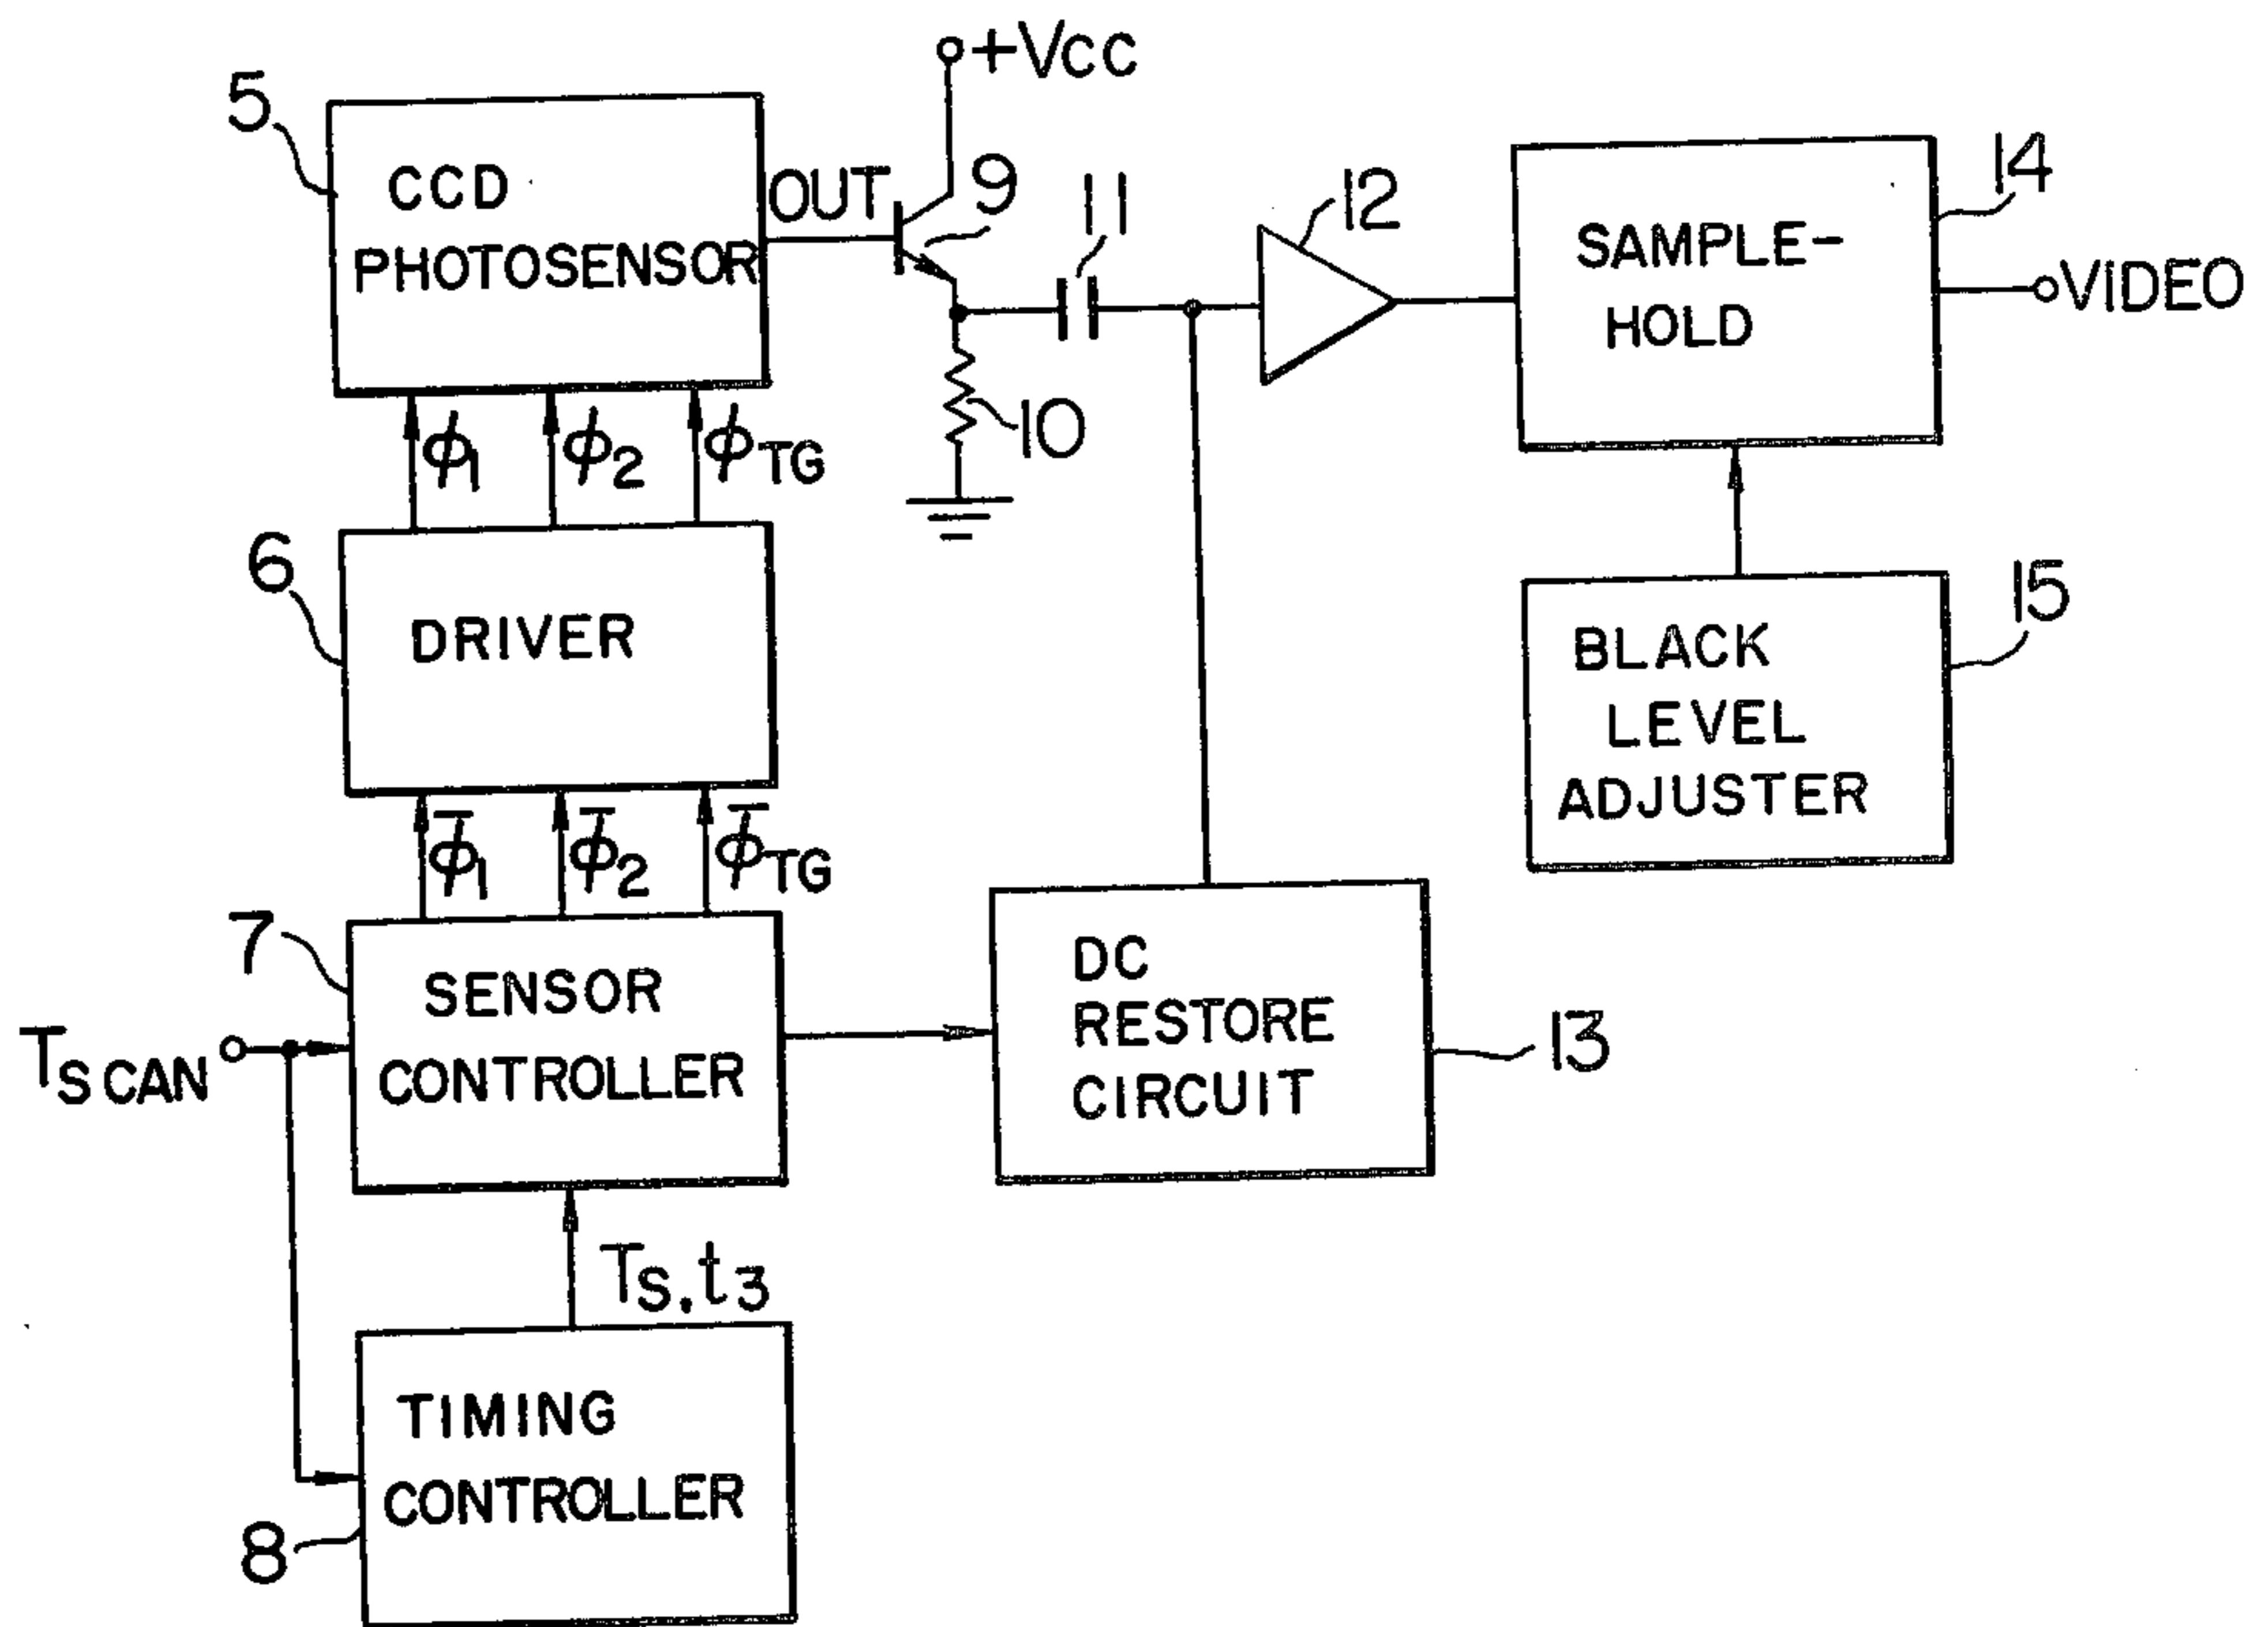 +VCC
5
CCD
PHOTOSENSOR
OUT
9
11
12
SAMPLE-
HOLD
14
VIDEO
10
ϕ1
ϕ2
ϕTG
6
DRIVER
BLACK
LEVEL
ADJUSTER
15
ϕ̅1
ϕ̅2
ϕ̅TG
7
SENSOR
CONTROLLER
TSCAN
DC
RESTORE
CIRCUIT
13
TS,t3
TIMING
CONTROLLER
8